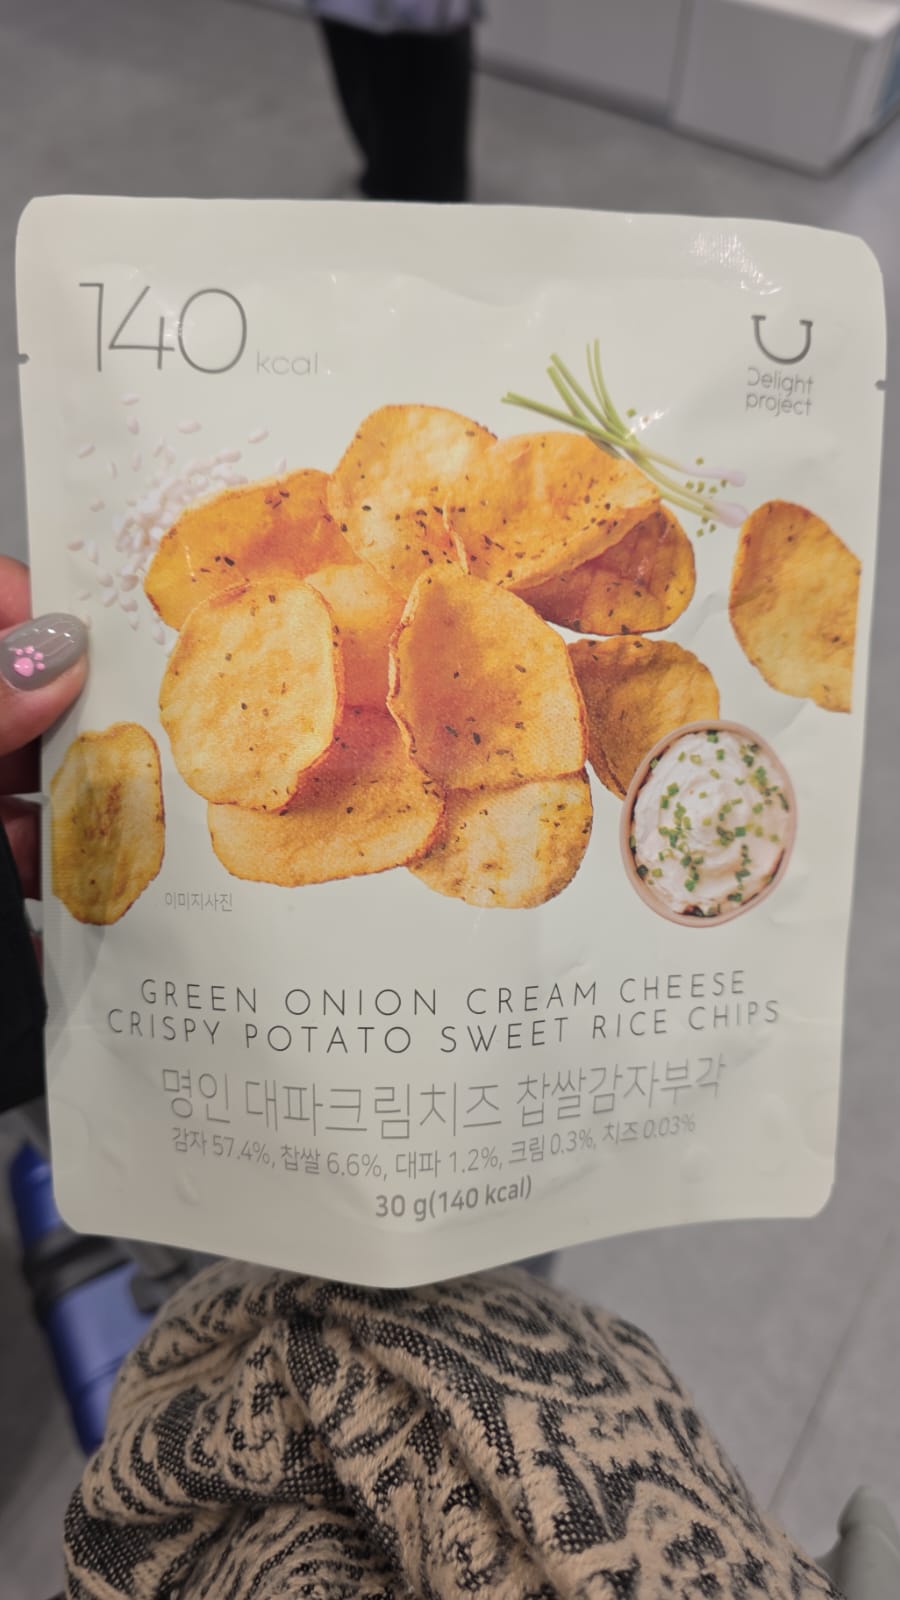 140 kcal
Delight
project
이미지사진
GREEN ONION CREAM CHEESE
CRISPY POTATO SWEET RICE CHIPS
명인 대파크림치즈 찹쌀감자부각
감자 57.4%, 찹쌀 6.6%, 대파 1.2%, 크림 0.3%, 치즈 0.03%
30 g(140 kcal)